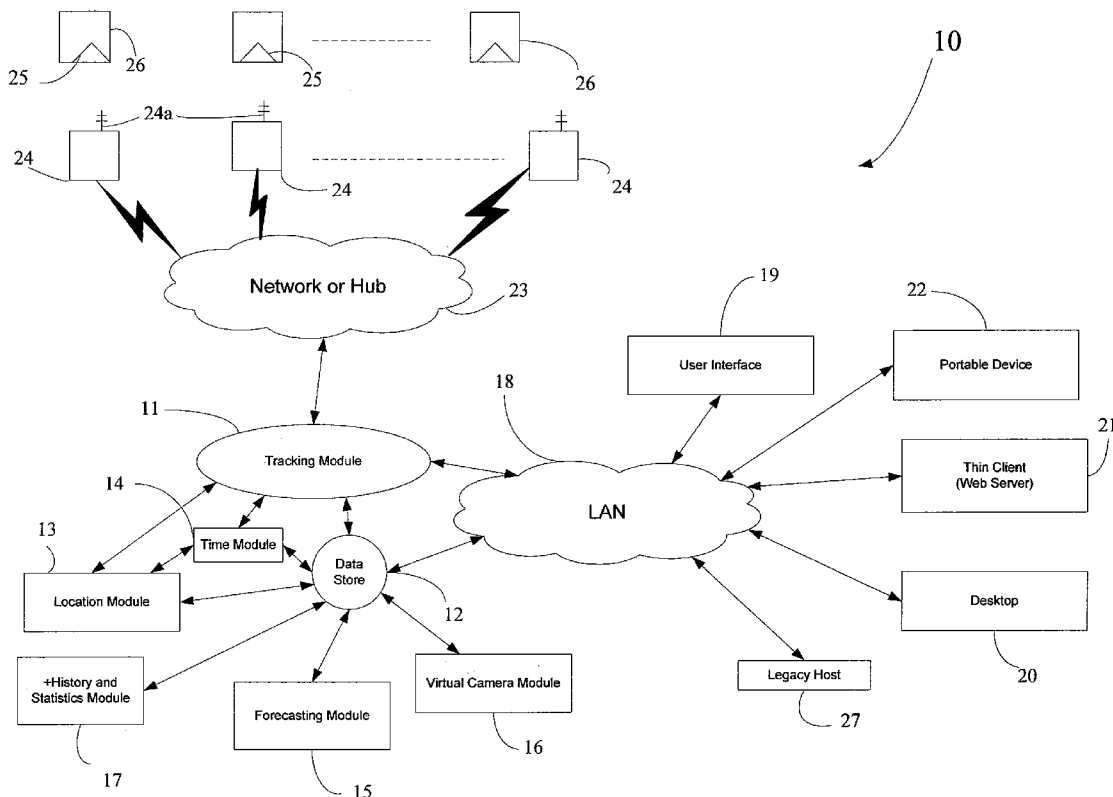 10
25
26
25
26
24a
24
24
24
Network or Hub
23
19
22
User Interface
Portable Device
11
18
21
Tracking Module
Thin Client
(Web Server)
14
LAN
13
Time Module
Data
Store
Location Module
12
Desktop
+History and
Statistics Module
Virtual Camera Module
Legacy Host
20
Forecasting Module
16
27
17
15